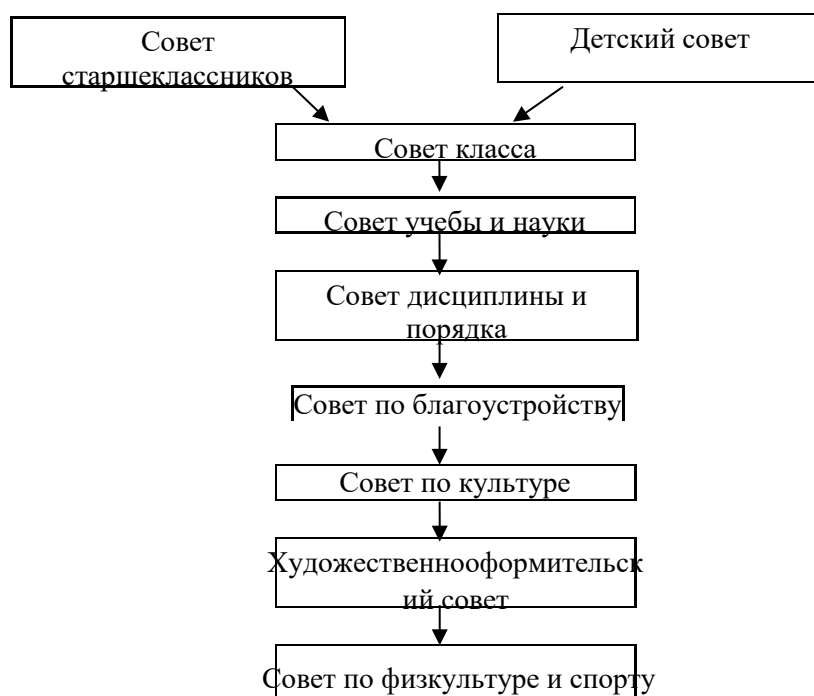 Совет
старшеклассников
Детский совет
Совет класса
Совет учебы и науки
Совет дисциплины и
порядка
Совет по благоустройству
Совет по культуре
Художественнооформительск
ий совет
Совет по физкультуре и спорту